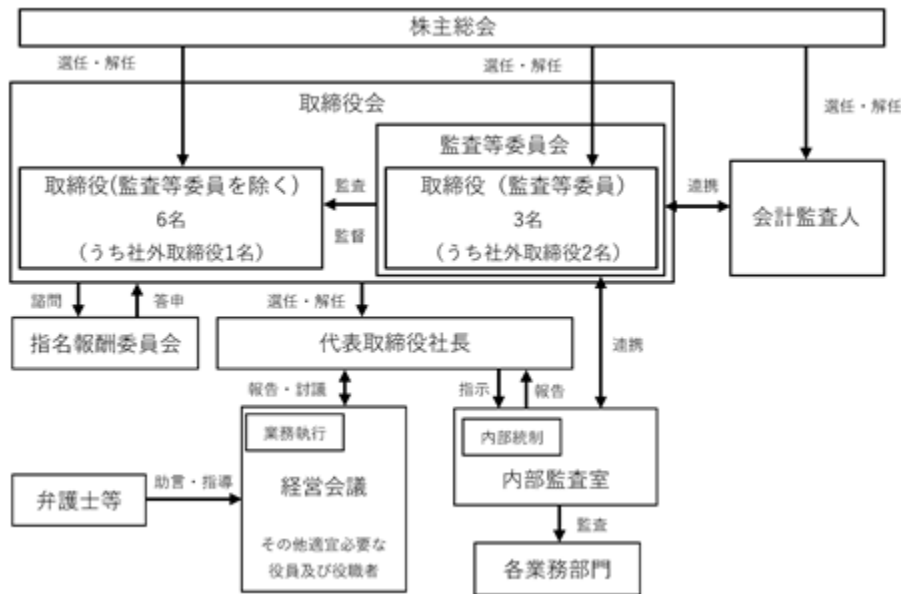 株主総会
選任・解任
選任・解任
選任・解任
取締役会
監査等委員会
取締役(監査等委員を除く)
6名
(うち社外取締役1名)
監査
監督
取締役（監査等委員）
3名
(うち社外取締役2名)
連携
会計監査人
諮問
答申
選任・解任
連携
指名報酬委員会
代表取締役社長
報告・討議
指示
報告
業務執行
経営会議
その他適宜必要な
役員及び役職者
内部統制
内部監査室
弁護士等
助言・指導
監査
各業務部門